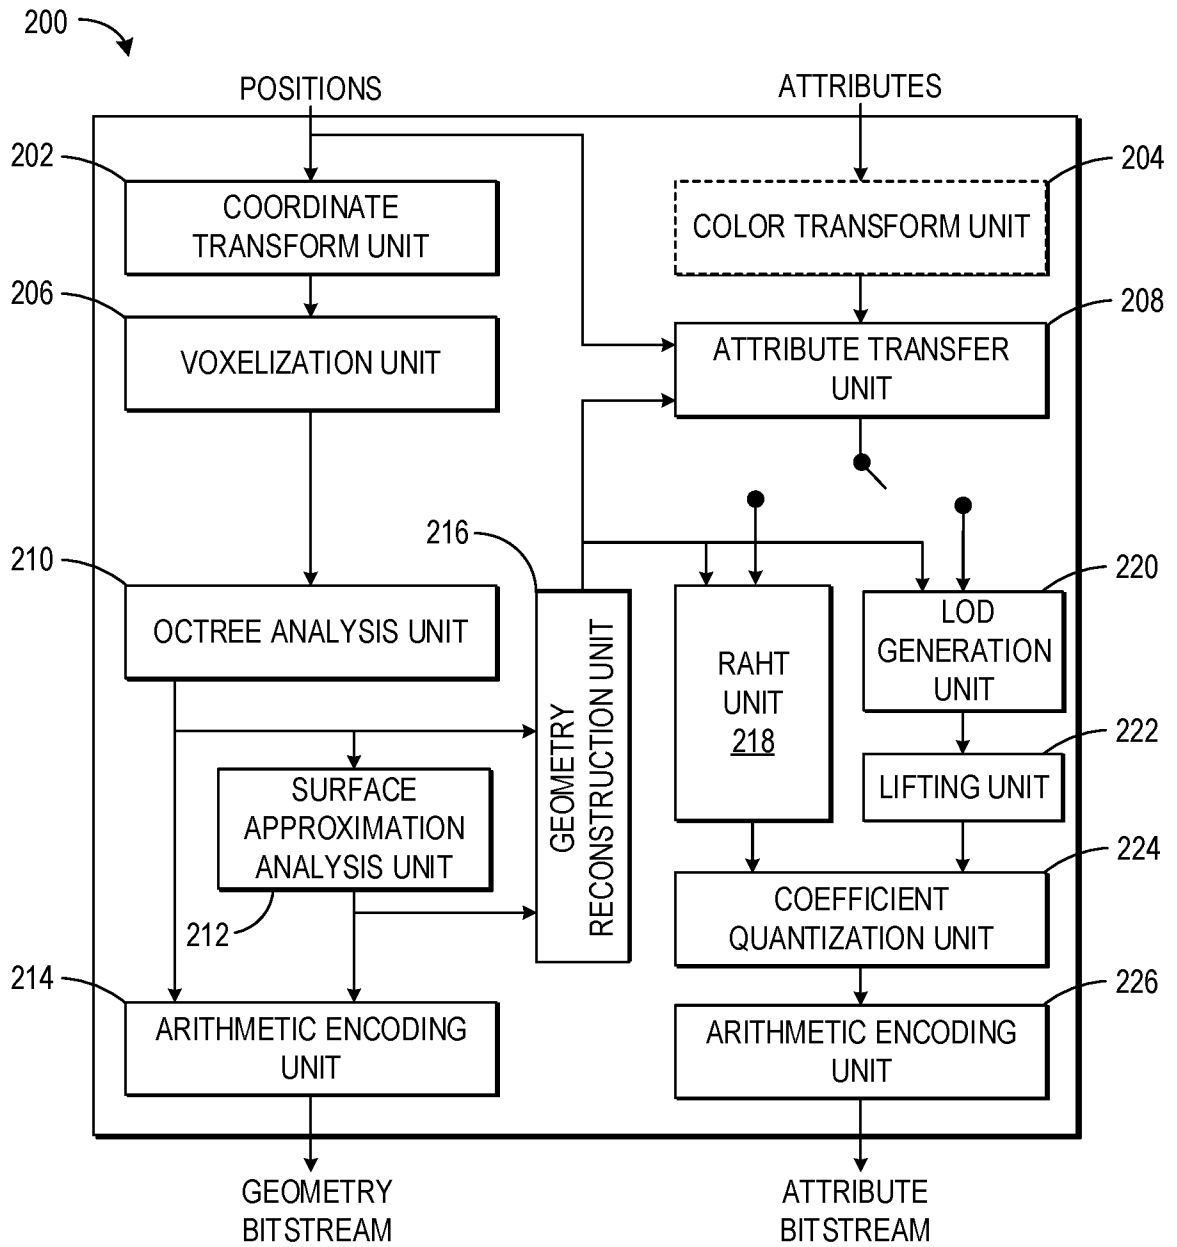 200
POSITIONS
ATTRIBUTES
202
COORDINATE
TRANSFORM UNIT
204
COLOR TRANSFORM UNIT
206
VOXELIZATION UNIT
208
ATTRIBUTE TRANSFER
UNIT
210
OCTREE ANALYSIS UNIT
216
GEOMETRY
RECONSTRUCTION UNIT
RAHT
UNIT
218
220
LOD
GENERATION
UNIT
222
LIFTING UNIT
SURFACE
APPROXIMATION
ANALYSIS UNIT
212
224
COEFFICIENT
QUANTIZATION UNIT
214
ARITHMETIC ENCODING
UNIT
226
ARITHMETIC ENCODING
UNIT
GEOMETRY
BITSTREAM
ATTRIBUTE
BITSTREAM